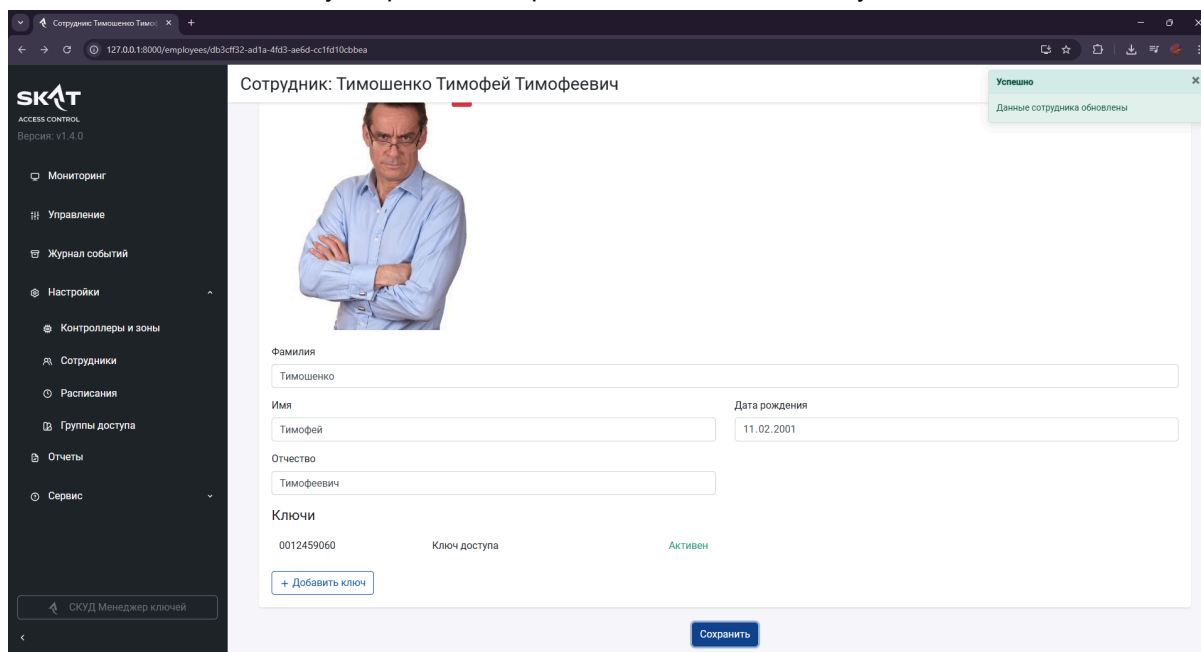 Сотрудник: Тимошенко Тимо
127.0.0.1:8000/employees/db3cff32-ad1a-4fd3-ae6d-cc1fd10cbbea
SKAT
ACCESS CONTROL
Версия: v1.4.0
Мониторинг
Управление
Журнал событий
Настройки
Контроллеры и зоны
Сотрудники
Расписания
Группы доступа
Отчеты
Сервис
СКУД Менеджер ключей
Сотрудник: Тимошенко Тимофей Тимофеевич
Успешно
Данные сотрудника обновлены
Фамилия
Тимошенко
Имя
Дата рождения
Тимофей
11.02.2001
Отчество
Тимофеевич
Ключи
0012459060 Ключ доступа Активен
+ Добавить ключ
Сохранить